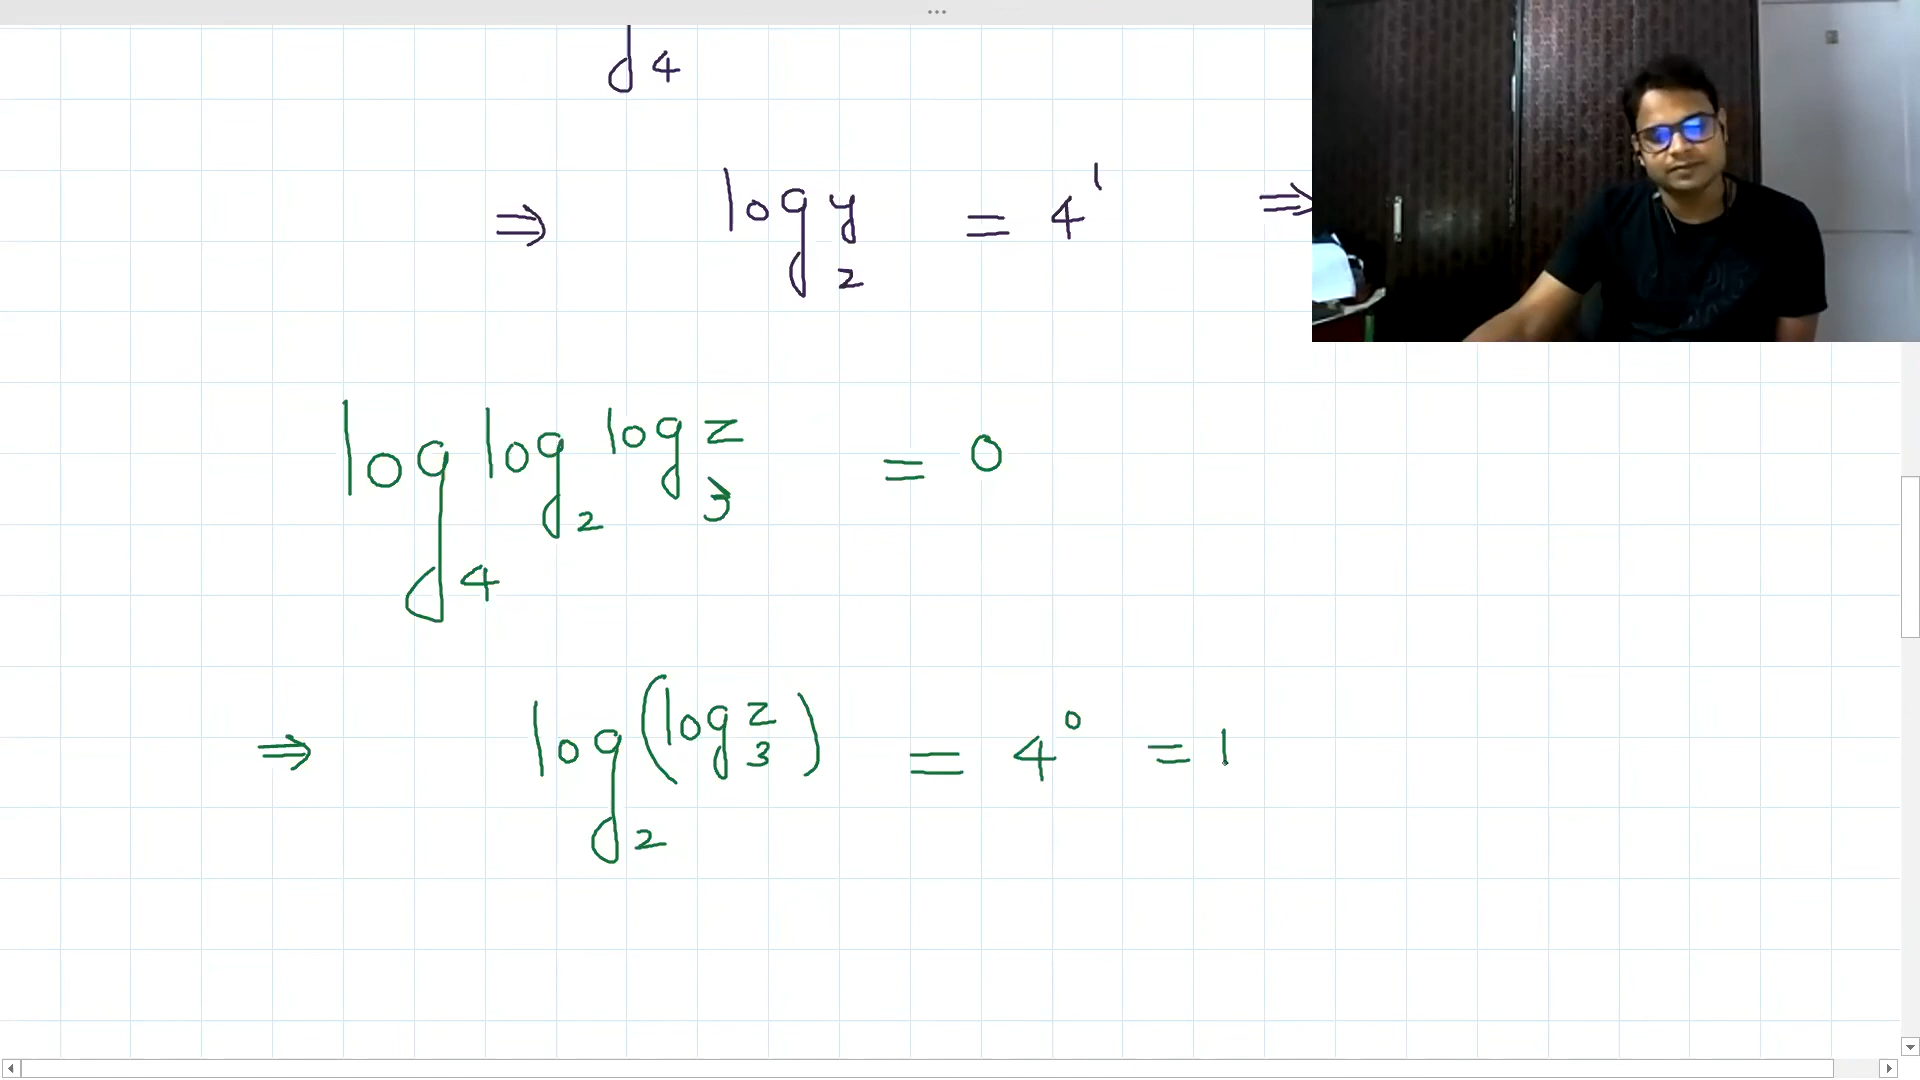 4
⇒ log₂ y = 4¹ ⇒
log₄ log₂ log₃ z = 0
⇒ log₂ (log₃ z) = 4⁰ = 1